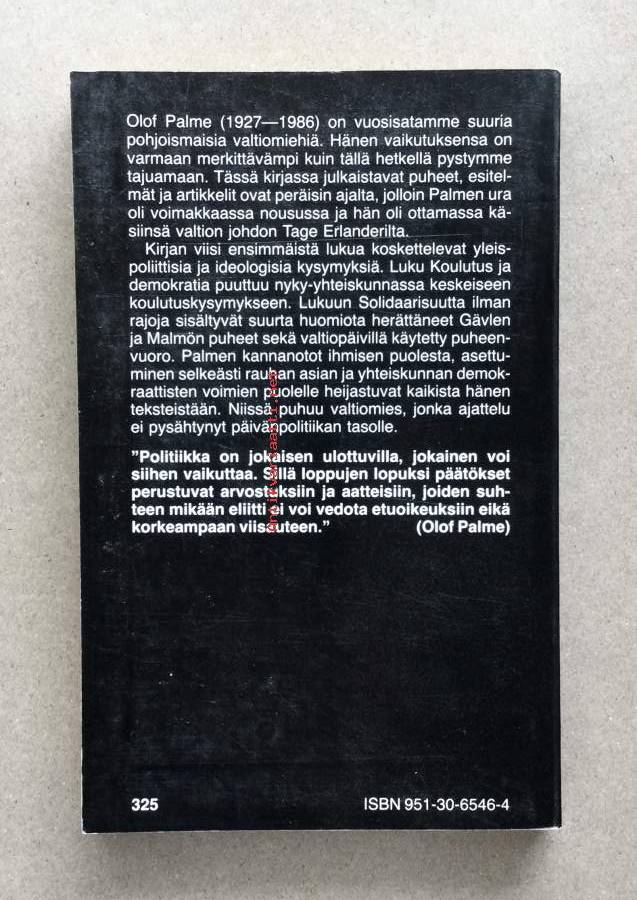 Olof Palme (1927—1986) on vuosisatamme suuria
pohjoismaisia valtiomiehiä. Hänen vaikutuksensa on
varmaan merkittävämpi kuin tällä hetkellä pystymme
tajuamaan. Tässä kirjassa julkaistavat puheet, esitel-
mät ja artikkelit ovat peräisin ajalta, jolloin Palmen ura
oli voimakkaassa nousussa ja hän oli ottamassa kä-
siinsä valtion johdon Tage Erlanderilta.
Kirjan viisi ensimmäistä lukua koskettelevat yleis-
poliittisia ja ideologisia kysymyksiä. Luku Koulutus ja
demokratia puuttuu nyky-yhteiskunnassa keskeiseen
koulutuskysymykseen. Lukuun Solidaarisuutta ilman
rajoja sisältyvät suurta huomiota herättäneet Gävlen
ja Malmön puheet sekä valtiopäivillä käytetty puheen-
vuoro. Palmen kannanotot ihmisen puolesta, asettu-
minen selkeästi rauhan asian ja yhteiskunnan demok-
raattisten voimien puolelle heijastuvat kaikista hänen
teksteistään. Niissä puhuu valtiomies, jonka ajattelu
ei pysähtynyt päivänpolitiikan tasolle.
”Politiikka on jokaisen ulottuvilla, jokainen voi
siihen vaikuttaa. Sillä loppujen lopuksi päätökset
perustuvat arvostuksiin ja aatteisiin, joiden suh-
teen mikään eliitti ei voi vedota etuoikeuksiin eikä
korkeampaan viisauteen.” (Olof Palme)
325 ISBN 951-30-6546-4